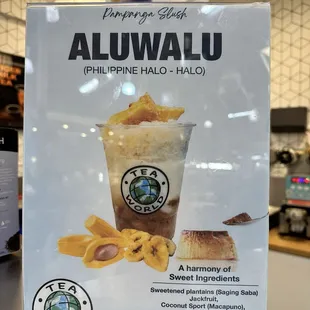 Pampanga Slush
ALUWALU
(PHILIPPINE HALO - HALO)
TEA
WORLD
A harmony of
Sweet Ingredients
Sweetened plantains (Saging Saba)
Jackfruit,
Coconut Sport (Macapuno),
TEA